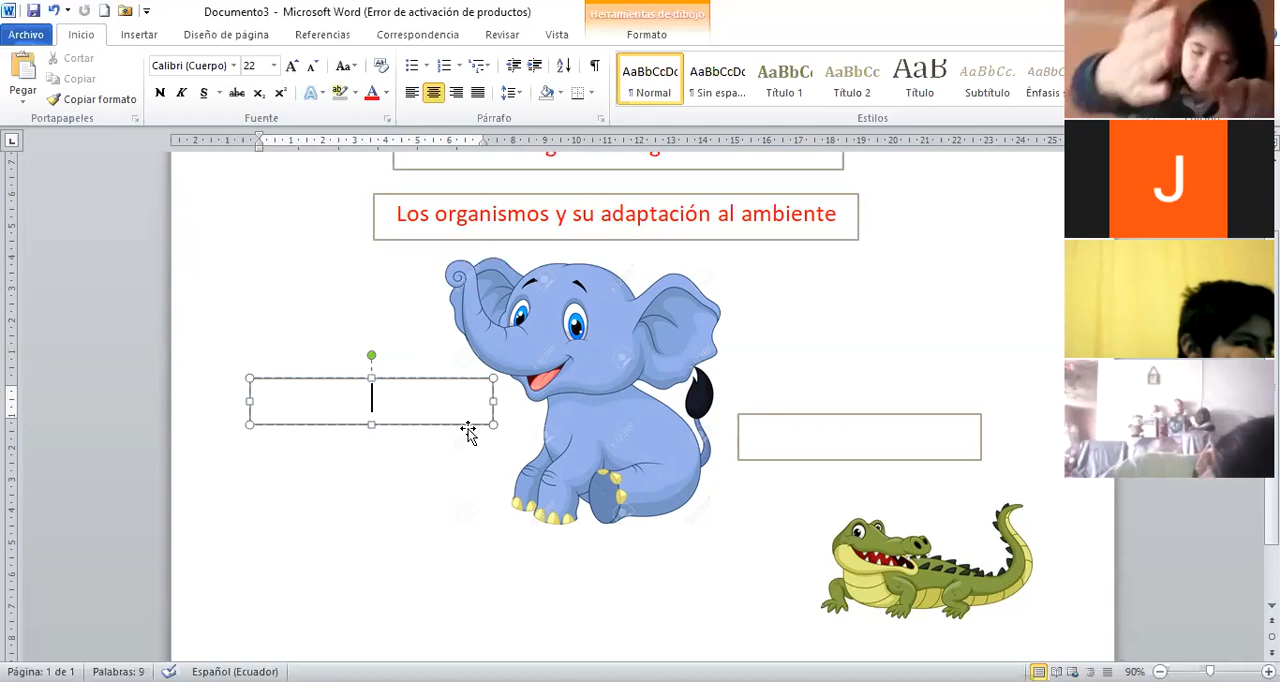 Documento3 - Microsoft Word (Error de activación de productos)
Herramientas de dibujo
Archivo Inicio Insertar Diseño de página Referencias Correspondencia Revisar Vista Formato
Cortar
Copiar
Copiar formato
Pegar
Portapapeles
Calibri (Cuerpo) 22
N K S abc x₂ x²
Fuente
Párrafo
AaBbCcDc AaBbCcDc AaBbC AaBbCc AaB AaBbCc
Normal Sin espa... Título 1 Título 2 Título Subtítulo Énfasis
Estilos
Los organismos y su adaptación al ambiente
J
Página: 1 de 1 Palabras: 9 Español (Ecuador) 90%